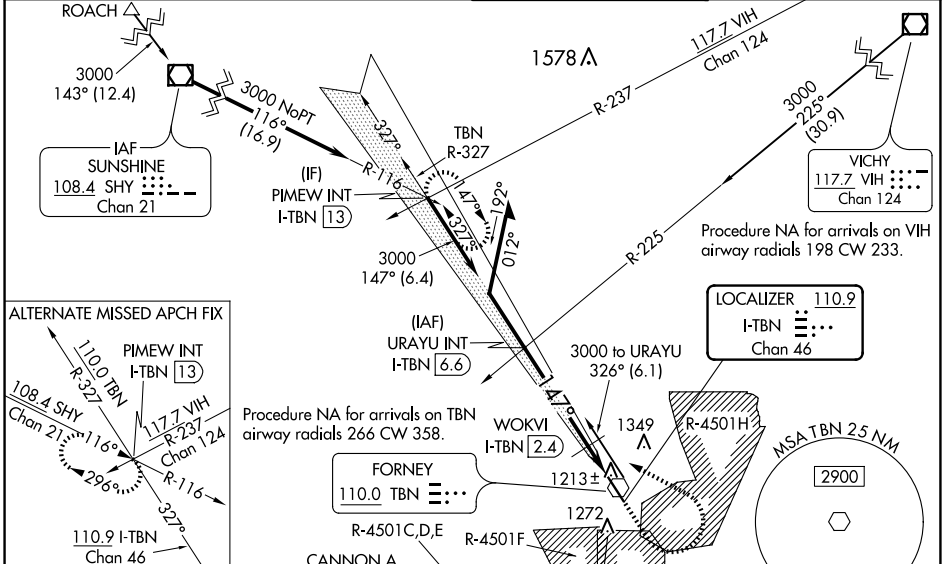 ROACH
3000
143° (12.4)
3000 NoPT
116°
(16.9)
R-116
IAF
SUNSHINE
108.4 SHY
Chan 21
(IF)
PIMEW INT
I-TBN 13
327°
TBN
R-327
1578
117.7 VIH
Chan 124
R-237
3000
225°
(30.9)
R-225
VICHY
117.7 VIH
Chan 124
Procedure NA for arrivals on VIH
airway radials 198 CW 233.
147°
327°
192°
012°
3000
147° (6.4)
(IAF)
URAYU INT
I-TBN 6.6
LOCALIZER 110.9
I-TBN
Chan 46
3000 to URAYU
326° (6.1)
147°
WOKVI
I-TBN 2.4
1349
R-4501H
Procedure NA for arrivals on TBN
airway radials 266 CW 358.
FORNEY
110.0 TBN
1213±
1272
R-4501C,D,E
R-4501F
CANNON A
MSA TBN 25 NM
2900
ALTERNATE MISSED APCH FIX
110.0 TBN
R-327
PIMEW INT
I-TBN 13
108.4 SHY
Chan 21
116°
296°
117.7 VIH
R-237
Chan 124
R-116
327°
110.9 I-TBN
Chan 46